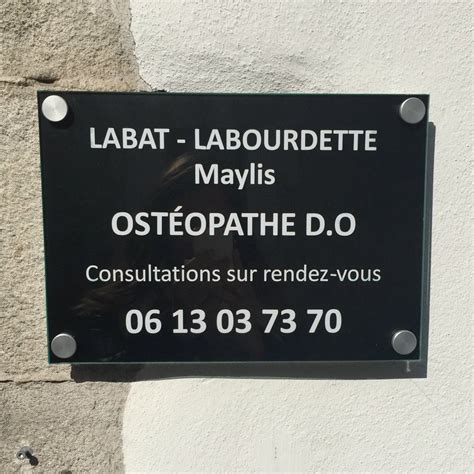 LABAT - LABOURDETTE
Maylis
OSTÉOPATHE D.O
Consultations sur rendez-vous
06 13 03 73 70